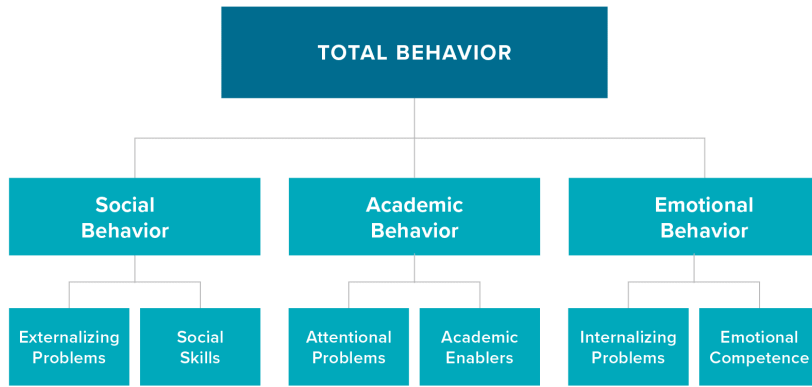 TOTAL BEHAVIOR
Social
Behavior
Academic
Behavior
Emotional
Behavior
Externalizing
Problems
Social
Skills
Attentional
Problems
Academic
Enablers
Internalizing
Problems
Emotional
Competence